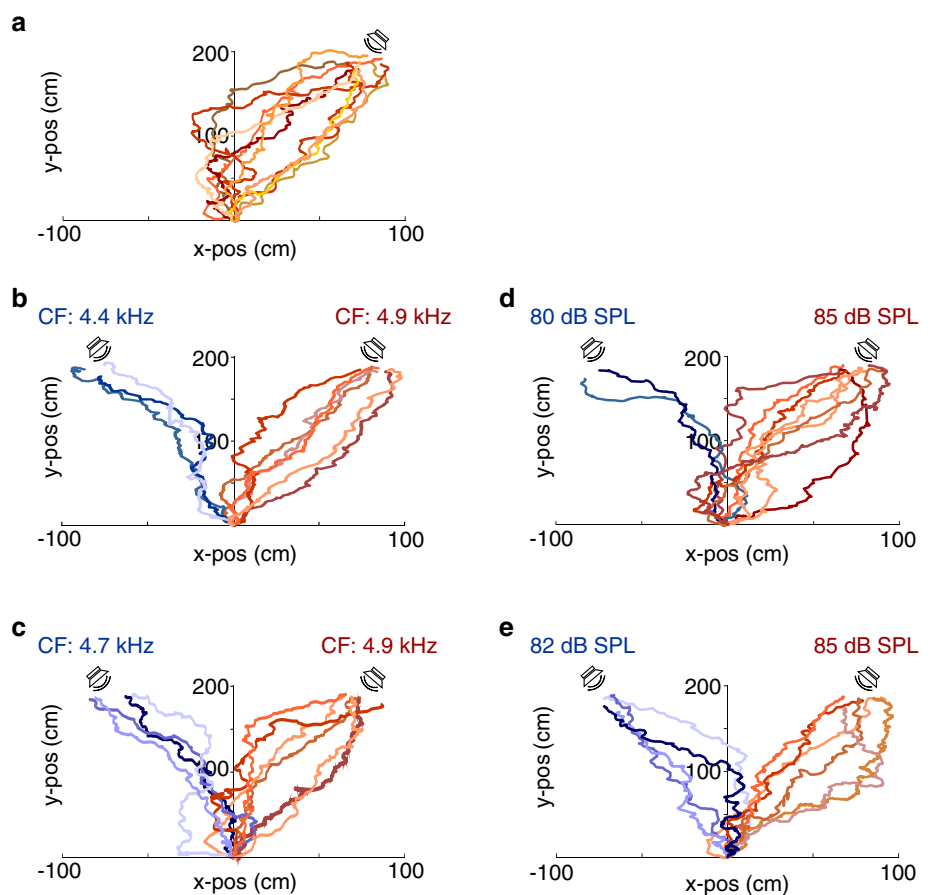 a
200
y-pos (cm)
100
-100
100
x-pos (cm)
b
CF: 4.4 kHz
CF: 4.9 kHz
200
y-pos (cm)
100
-100
100
x-pos (cm)
d
80 dB SPL
85 dB SPL
200
y-pos (cm)
100
-100
100
x-pos (cm)
c
CF: 4.7 kHz
CF: 4.9 kHz
200
y-pos (cm)
100
-100
100
x-pos (cm)
e
82 dB SPL
85 dB SPL
200
y-pos (cm)
100
-100
100
x-pos (cm)